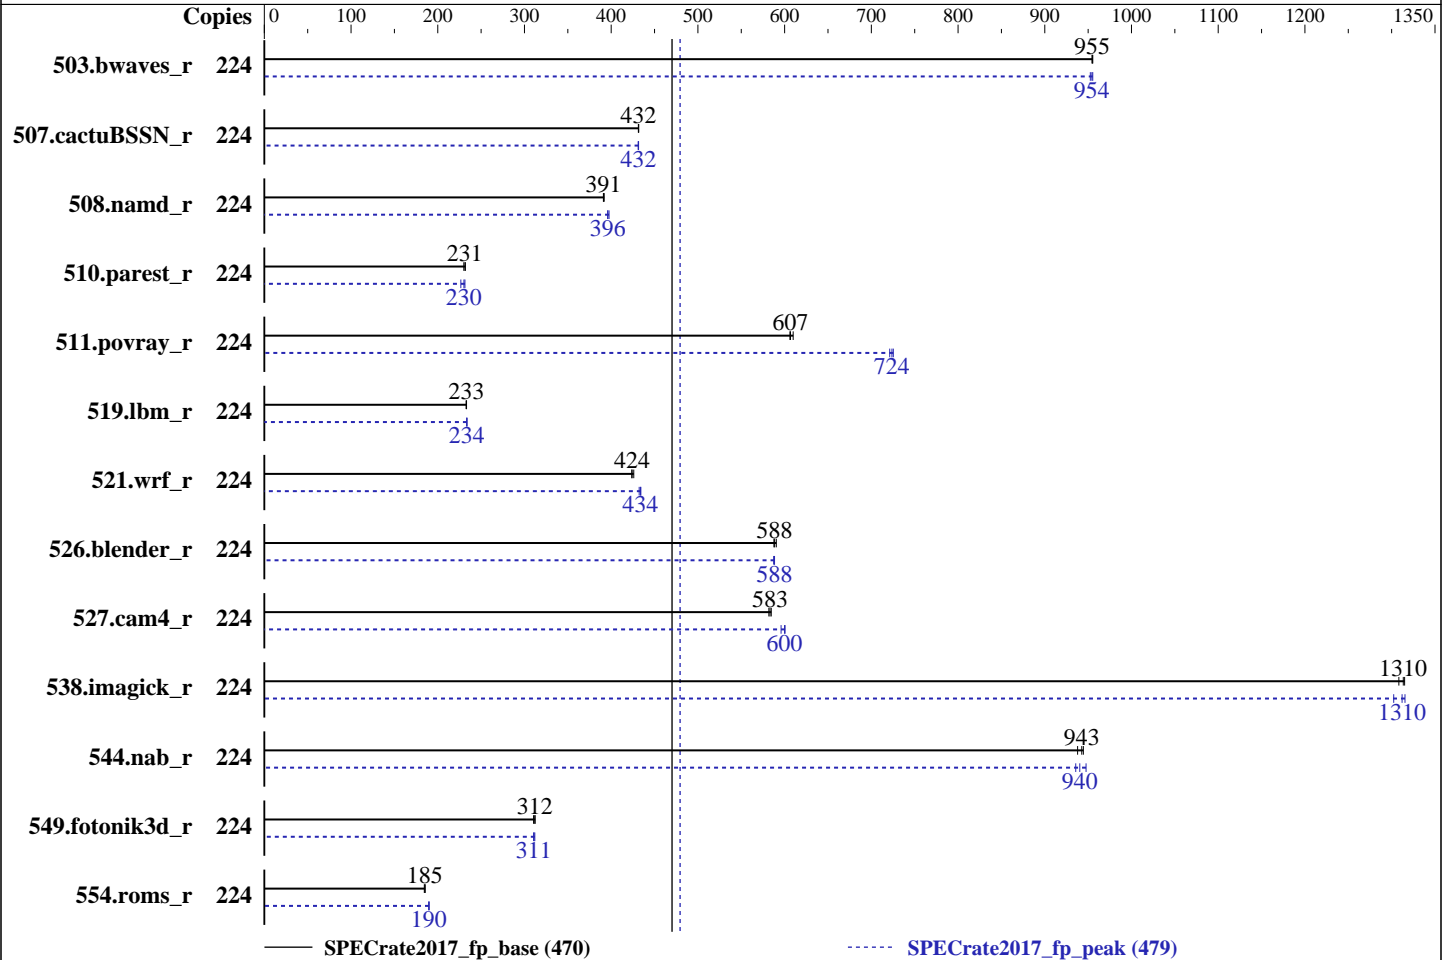 Copies 0 100 200 300 400 500 600 700 800 900 1000 1100 1200 1350
955
503.bwaves_r 224
954
432
507.cactuBSSN_r 224
432
391
508.namd_r 224
396
231
510.parest_r 224
230
607
511.povray_r 224
724
233
519.lbm_r 224
234
424
521.wrf_r 224
434
588
526.blender_r 224
588
583
527.cam4_r 224
600
1310
538.imagick_r 224
1310
943
544.nab_r 224
940
312
549.fotonik3d_r 224
311
185
554.roms_r 224
190
SPECrate2017_fp_base (470) SPECrate2017_fp_peak (479)